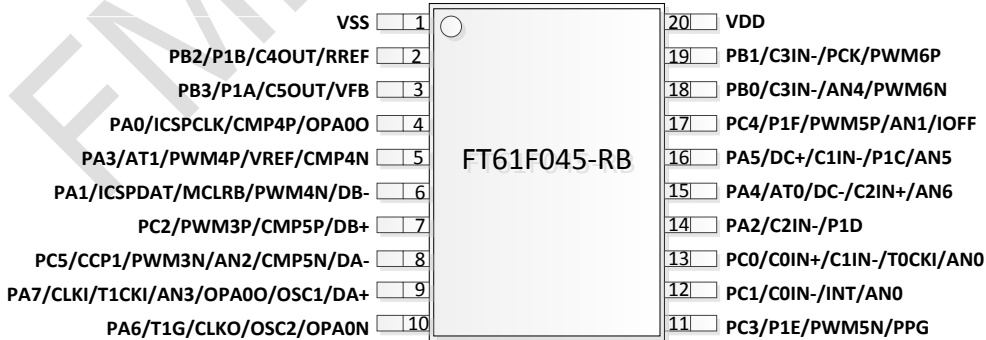 VSS 1
PB2/P1B/C4OUT/RREF 2
PB3/P1A/C5OUT/VFB 3
PA0/ICSPCLK/CMP4P/OPA0O 4
PA3/AT1/PWM4P/VREF/CMP4N 5
PA1/ICSPDAT/MCLRB/PWM4N/DB- 6
PC2/PWM3P/CMP5P/DB+ 7
PC5/CCP1/PWM3N/AN2/CMP5N/DA- 8
PA7/CLKI/T1CKI/AN3/OPA0O/OSC1/DA+ 9
PA6/T1G/CLKO/OSC2/OPA0N 10
FT61F045-RB
20 VDD
19 PB1/C3IN-/PCK/PWM6P
18 PB0/C3IN-/AN4/PWM6N
17 PC4/P1F/PWM5P/AN1/IOFF
16 PA5/DC+/C1IN-/P1C/AN5
15 PA4/AT0/DC-/C2IN+/AN6
14 PA2/C2IN-/P1D
13 PC0/C0IN+/C1IN-/T0CKI/AN0
12 PC1/C0IN-/INT/AN0
11 PC3/P1E/PWM5N/PPG